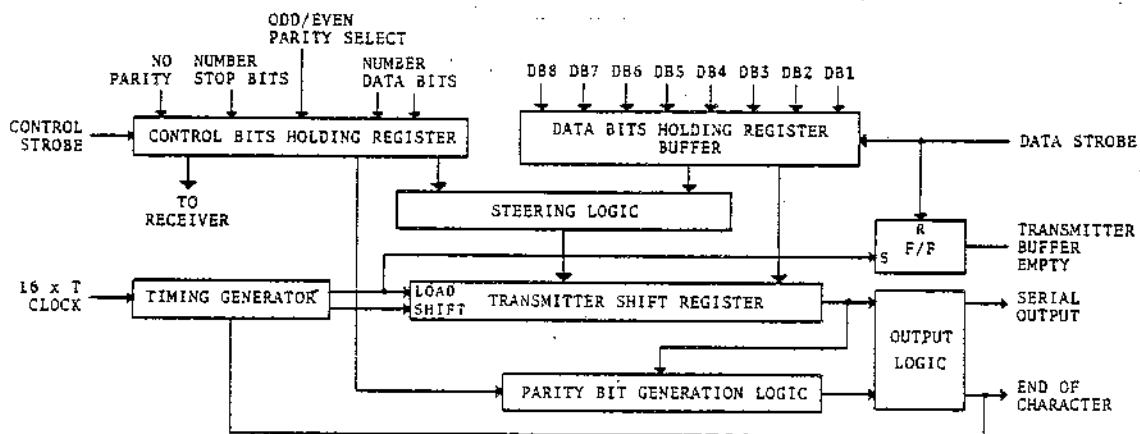 ODD/EVEN
PARITY SELECT
NO
PARITY
NUMBER
STOP BITS
NUMBER
DATA BITS
DB8 DB7 DB6 DB5 DB4 DB3 DB2 DB1
CONTROL
STROBE
CONTROL BITS HOLDING REGISTER
DATA BITS HOLDING REGISTER
BUFFER
DATA STROBE
TO
RECEIVER
STEERING LOGIC
R
F/F
S
TRANSMITTER
BUFFER
EMPTY
16 x T
CLOCK
TIMING GENERATOR
LOAD
SHIFT
TRANSMITTER SHIFT REGISTER
SERIAL
OUTPUT
OUTPUT
LOGIC
PARITY BIT GENERATION LOGIC
END OF
CHARACTER